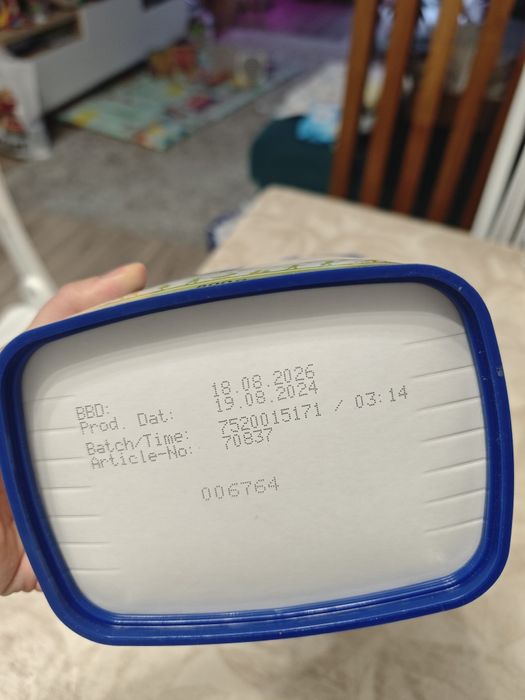 BBD: 18.08.2026
Prod. Dat: 19.08.2024
Batch/Time: 7520015171 / 03:14
Article-No: 70837
006764